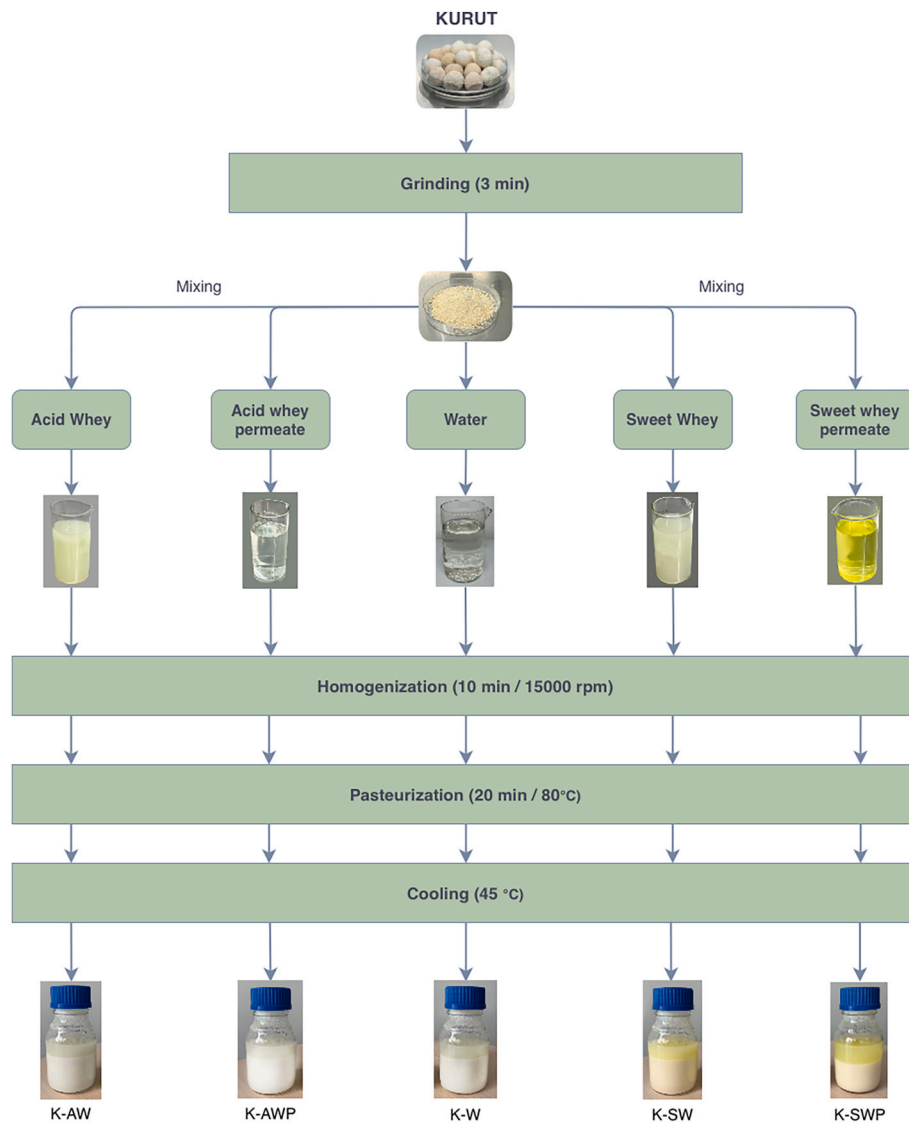 KURUT
Grinding (3 min)
Mixing
Mixing
Acid Whey
Acid whey
permeate
Water
Sweet Whey
Sweet whey
permeate
Homogenization (10 min / 15000 rpm)
Pasteurization (20 min / 80°C)
Cooling (45 °C)
K-AW
K-AWP
K-W
K-SW
K-SWP